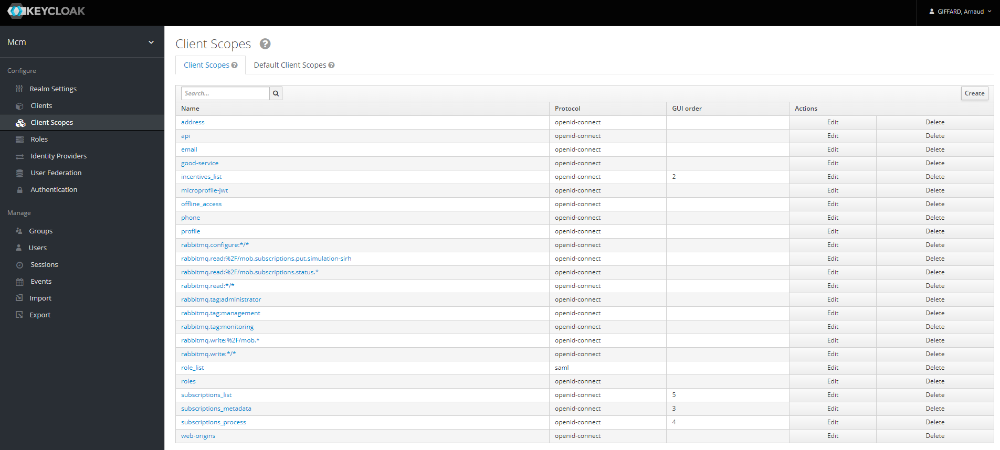 KEYCLOAK
GIFFARD, Arnaud
Mcm
Configure
Realm Settings
Clients
Client Scopes
Roles
Identity Providers
User Federation
Authentication
Manage
Groups
Users
Sessions
Events
Import
Export
Client Scopes ?
Client Scopes ? Default Client Scopes ?
Search... Create
Name Protocol GUI order Actions
address openid-connect Edit Delete
api openid-connect Edit Delete
email openid-connect Edit Delete
good-service openid-connect Edit Delete
incentives_list openid-connect 2 Edit Delete
microprofile-jwt openid-connect Edit Delete
offline_access openid-connect Edit Delete
phone openid-connect Edit Delete
profile openid-connect Edit Delete
rabbitmq.configure:*/* openid-connect Edit Delete
rabbitmq.read:%2F/mob.subscriptions.put.simulation-sirh openid-connect Edit Delete
rabbitmq.read:%2F/mob.subscriptions.status.* openid-connect Edit Delete
rabbitmq.read:*/* openid-connect Edit Delete
rabbitmq.tag:administrator openid-connect Edit Delete
rabbitmq.tag:management openid-connect Edit Delete
rabbitmq.tag:monitoring openid-connect Edit Delete
rabbitmq.write:%2F/mob.* openid-connect Edit Delete
rabbitmq.write:*/* openid-connect Edit Delete
role_list saml Edit Delete
roles openid-connect Edit Delete
subscriptions_list openid-connect 5 Edit Delete
subscriptions_metadata openid-connect 3 Edit Delete
subscriptions_process openid-connect 4 Edit Delete
web-origins openid-connect Edit Delete